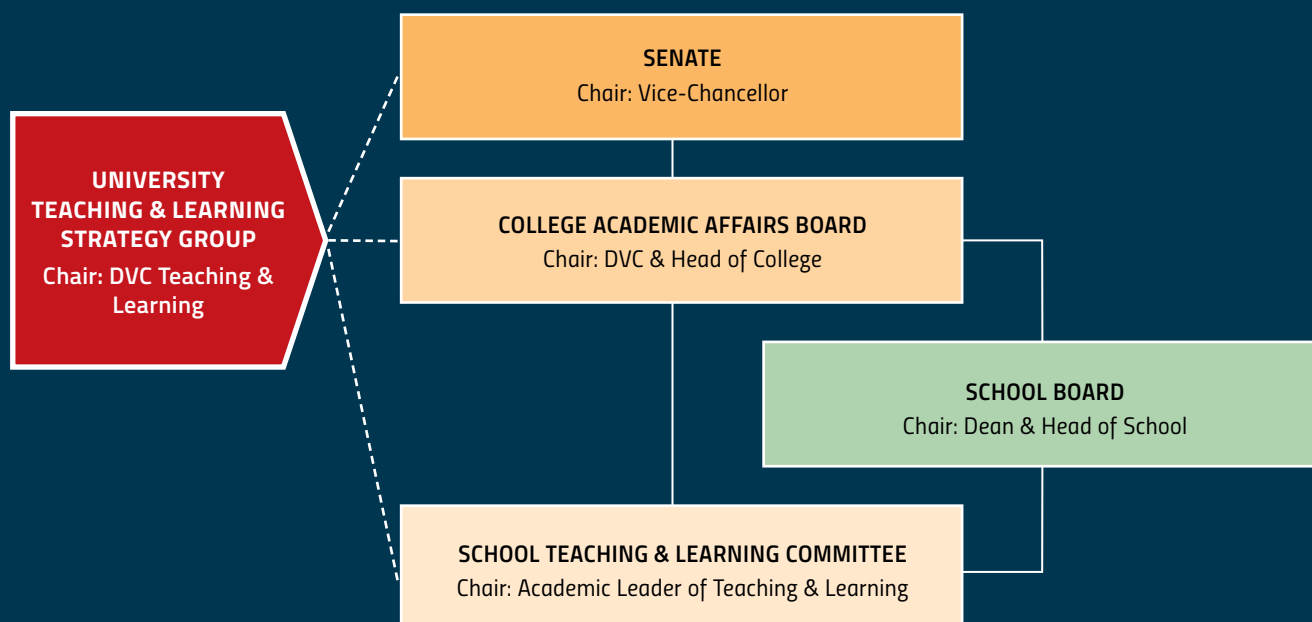 SENATE
Chair: Vice-Chancellor
UNIVERSITY
TEACHING & LEARNING
STRATEGY GROUP
Chair: DVC Teaching &
Learning
COLLEGE ACADEMIC AFFAIRS BOARD
Chair: DVC & Head of College
SCHOOL BOARD
Chair: Dean & Head of School
SCHOOL TEACHING & LEARNING COMMITTEE
Chair: Academic Leader of Teaching & Learning